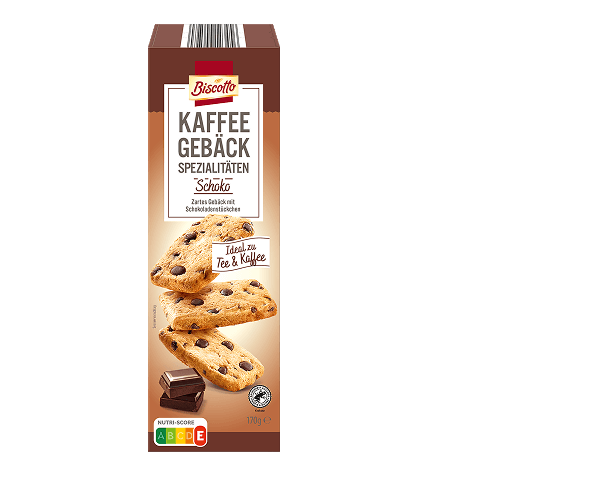 Biscotto
KAFFEE
GEBÄCK
SPEZIALITÄTEN
Schoko
Zartes Gebäck mit
Schokoladenstückchen
Ideal zu
Tee & Kaffee
170g e
NUTRI-SCORE
A B C D E